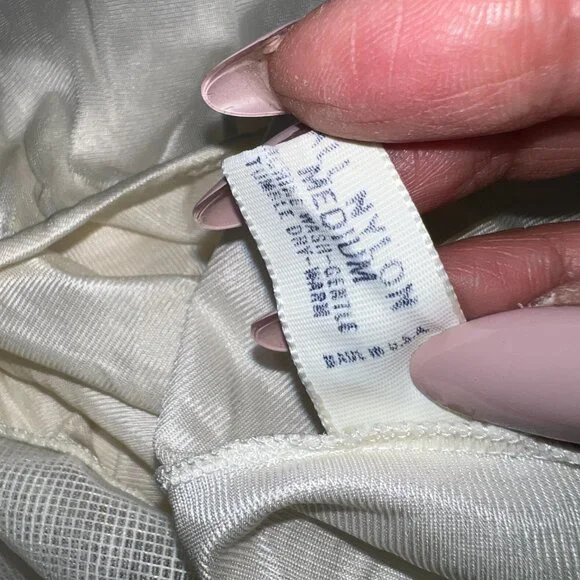 NYLON
MEDIUM
MACHINE WASH-GENTLE
TUMBLE DRY-WARM
MADE IN U.S.A.